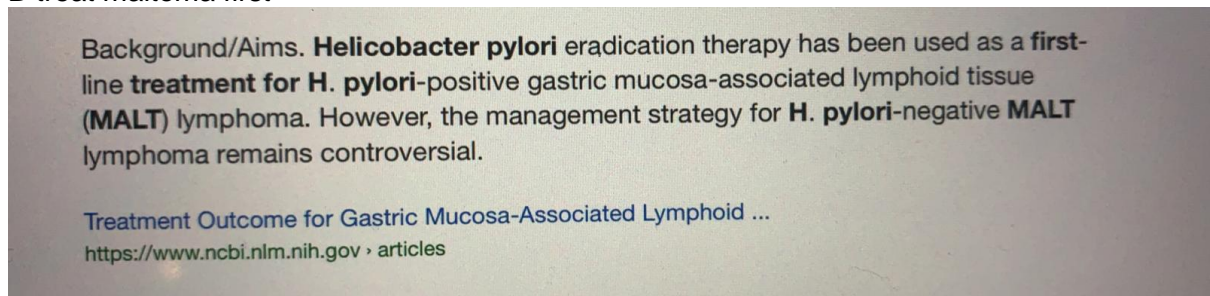 Background/Aims. Helicobacter pylori eradication therapy has been used as a first-
line treatment for H. pylori-positive gastric mucosa-associated lymphoid tissue
(MALT) lymphoma. However, the management strategy for H. pylori-negative MALT
lymphoma remains controversial.
Treatment Outcome for Gastric Mucosa-Associated Lymphoid ...
https://www.ncbi.nlm.nih.gov › articles